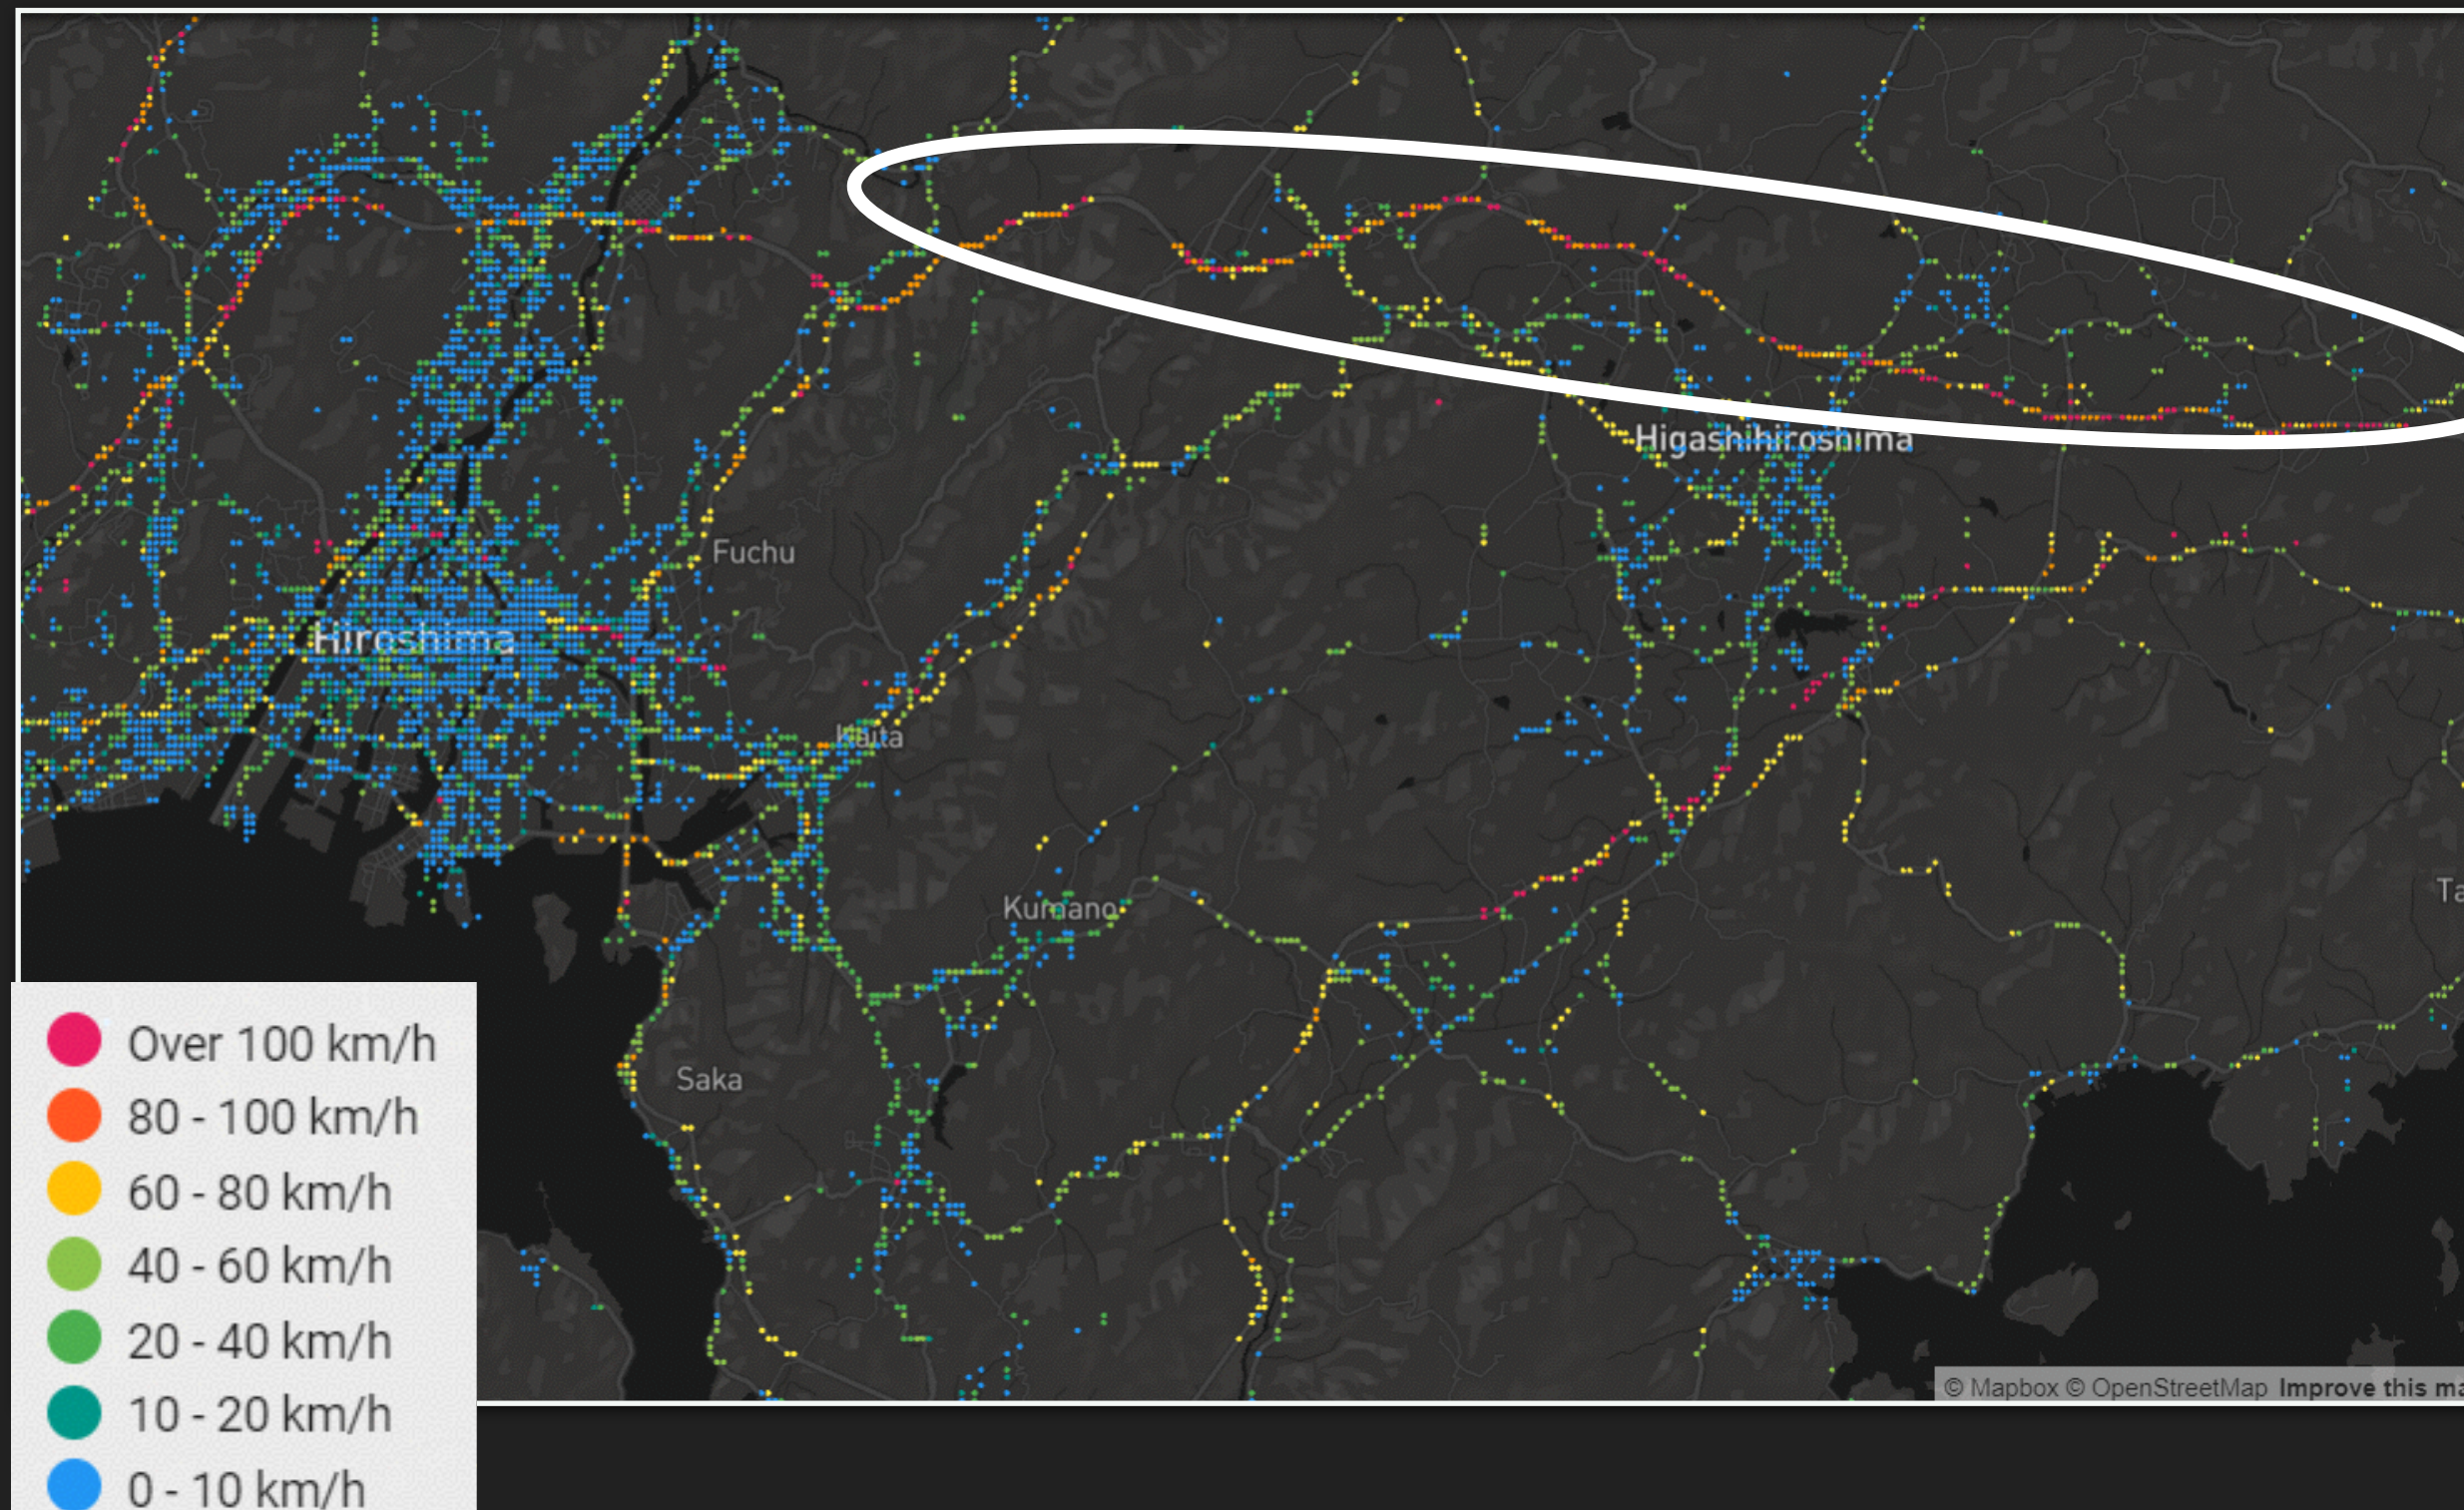 Higashihiroshima
Fuchu
Hiroshima
Kaita
Kumano
Ta
Saka
Over 100 km/h
80 - 100 km/h
60 - 80 km/h
40 - 60 km/h
20 - 40 km/h
10 - 20 km/h
0 - 10 km/h
© Mapbox © OpenStreetMap Improve this ma